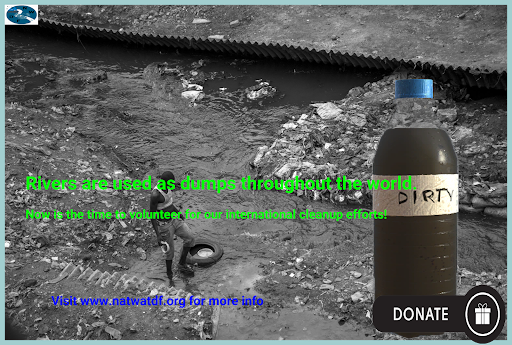 Rivers are used as dumps throughout the world.
Now is the time to volunteer for our international cleanup efforts!
DIRTY
Visit www.natwatdf.org for more info
DONATE